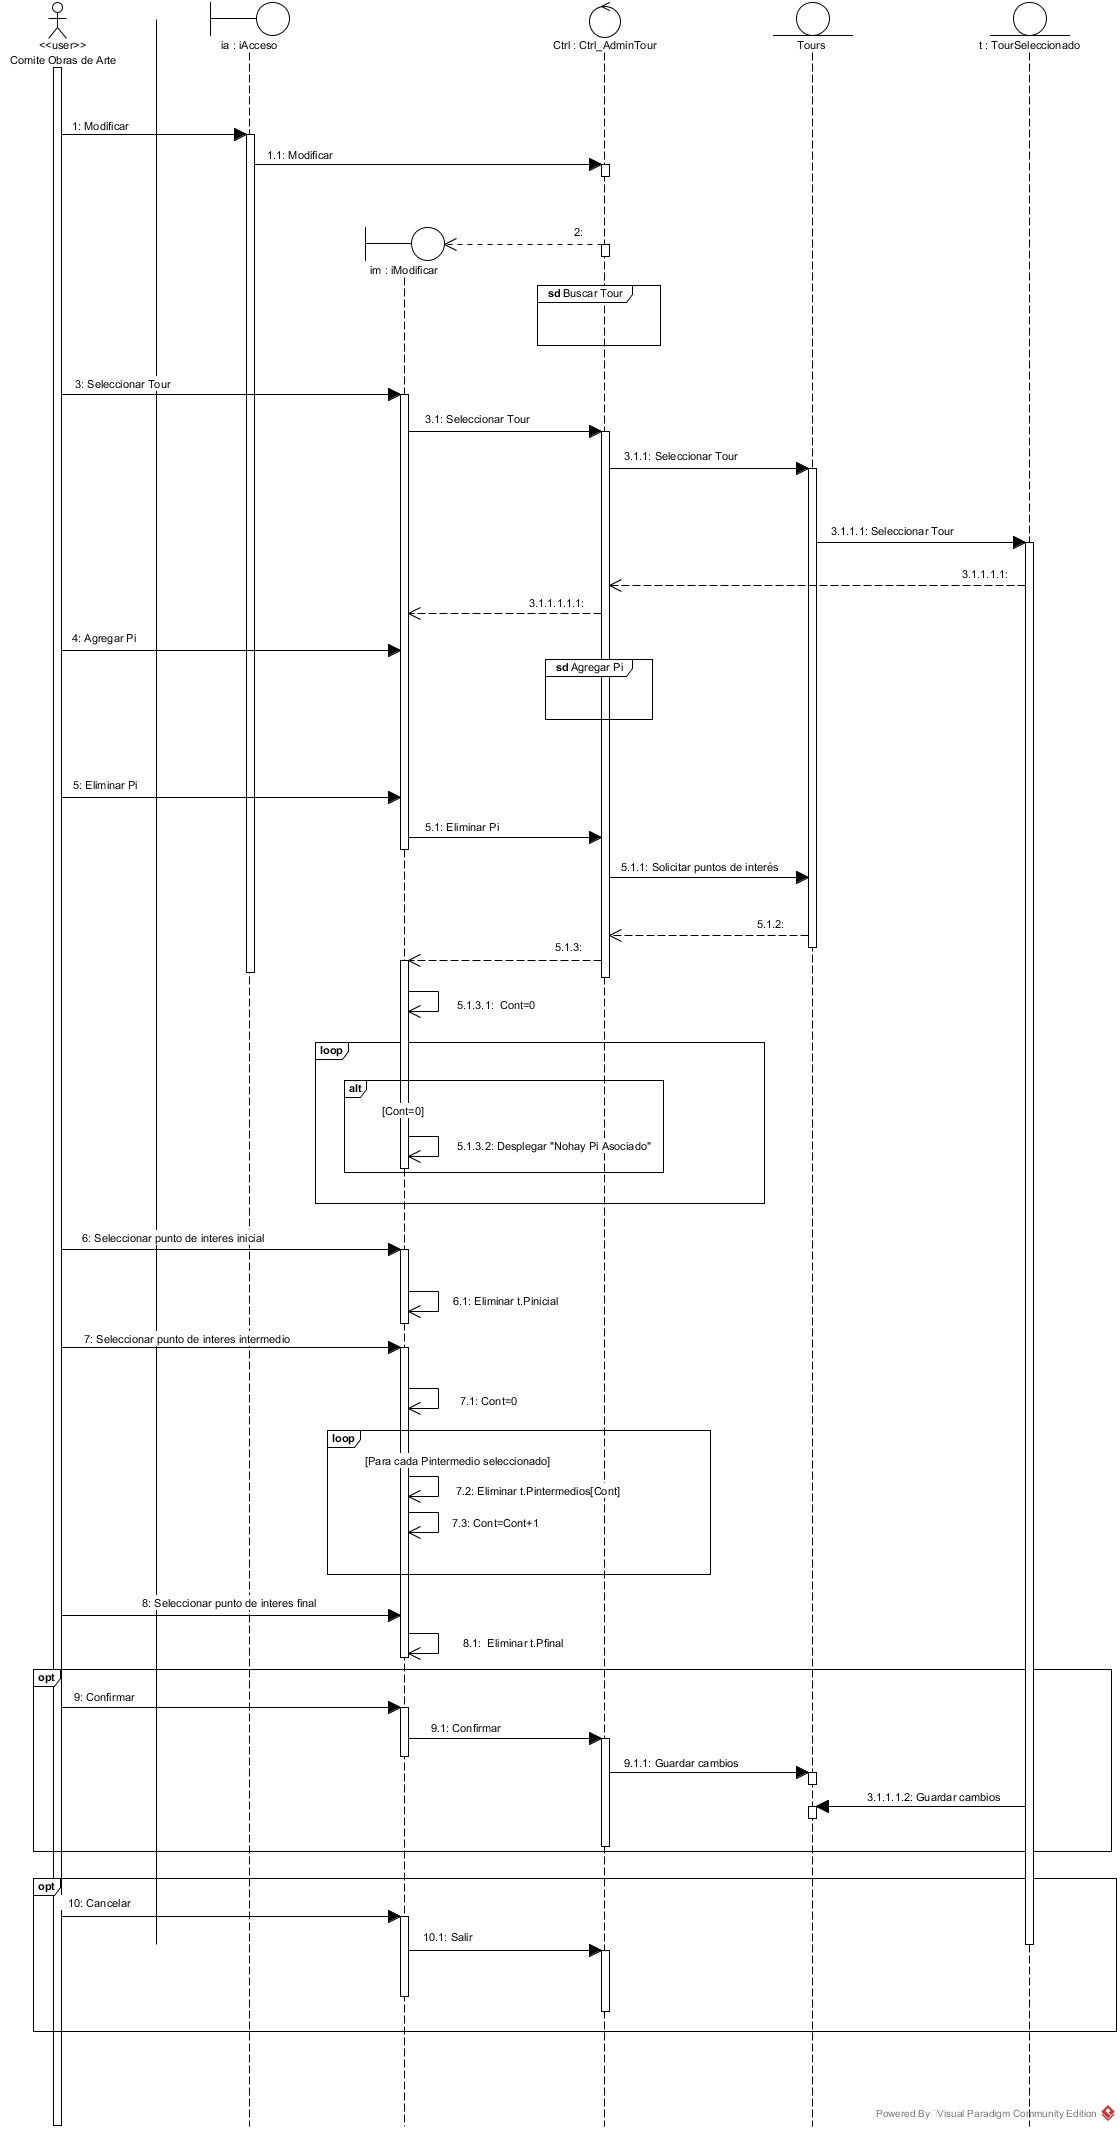 <<user>>
Comite Obras de Arte
ia : iAcceso
Ctrl : Ctrl_AdminTour
Tours
t : TourSeleccionado
1: Modificar
1.1: Modificar
2:
im : iModificar
sd Buscar Tour
3: Seleccionar Tour
3.1: Seleccionar Tour
3.1.1: Seleccionar Tour
3.1.1.1: Seleccionar Tour
3.1.1.1.1:
3.1.1.1.1.1:
4: Agregar Pi
sd Agregar Pi
5: Eliminar Pi
5.1: Eliminar Pi
5.1.1: Solicitar puntos de interés
5.1.2:
5.1.3:
5.1.3.1: Cont=0
loop
alt
[Cont=0]
5.1.3.2: Desplegar "Nohay Pi Asociado"
6: Seleccionar punto de interes inicial
6.1: Eliminar t.Pinicial
7: Seleccionar punto de interes intermedio
7.1: Cont=0
loop
[Para cada Pintermedio seleccionado]
7.2: Eliminar t.Pintermedios[Cont]
7.3: Cont=Cont+1
8: Seleccionar punto de interes final
8.1: Eliminar t.Pfinal
opt
9: Confirmar
9.1: Confirmar
9.1.1: Guardar cambios
3.1.1.1.2: Guardar cambios
opt
10: Cancelar
10.1: Salir
Powered By Visual Paradigm Community Edition